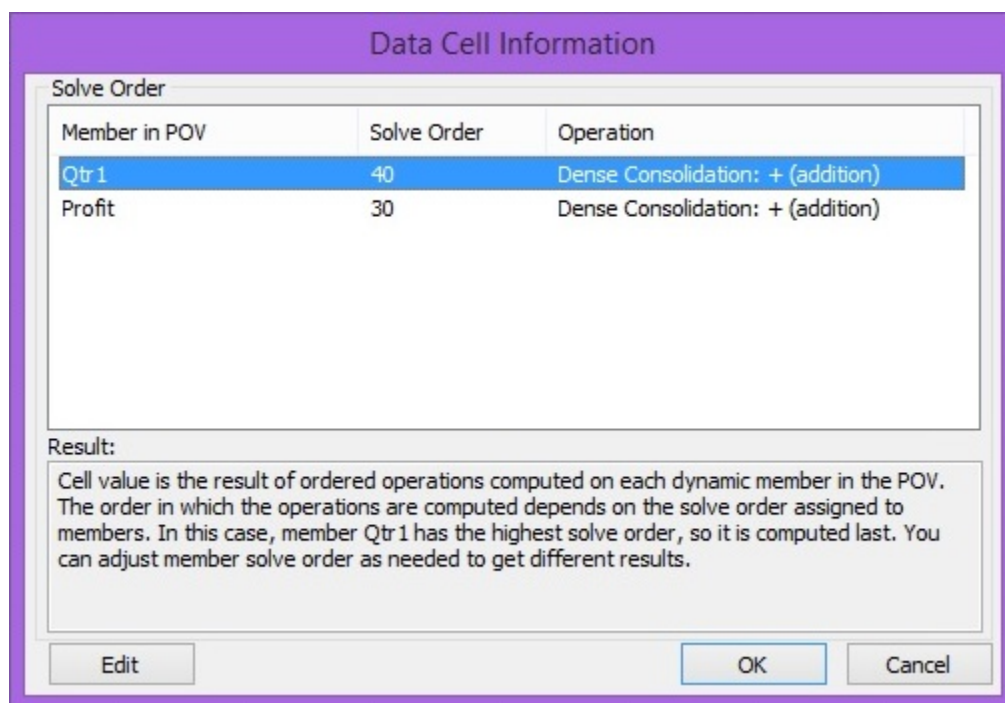 Data Cell Information
Solve Order
Member in POV Solve Order Operation
Qtr1 40 Dense Consolidation: + (addition)
Profit 30 Dense Consolidation: + (addition)
Result:
Cell value is the result of ordered operations computed on each dynamic member in the POV.
The order in which the operations are computed depends on the solve order assigned to
members. In this case, member Qtr1 has the highest solve order, so it is computed last. You
can adjust member solve order as needed to get different results.
Edit OK Cancel